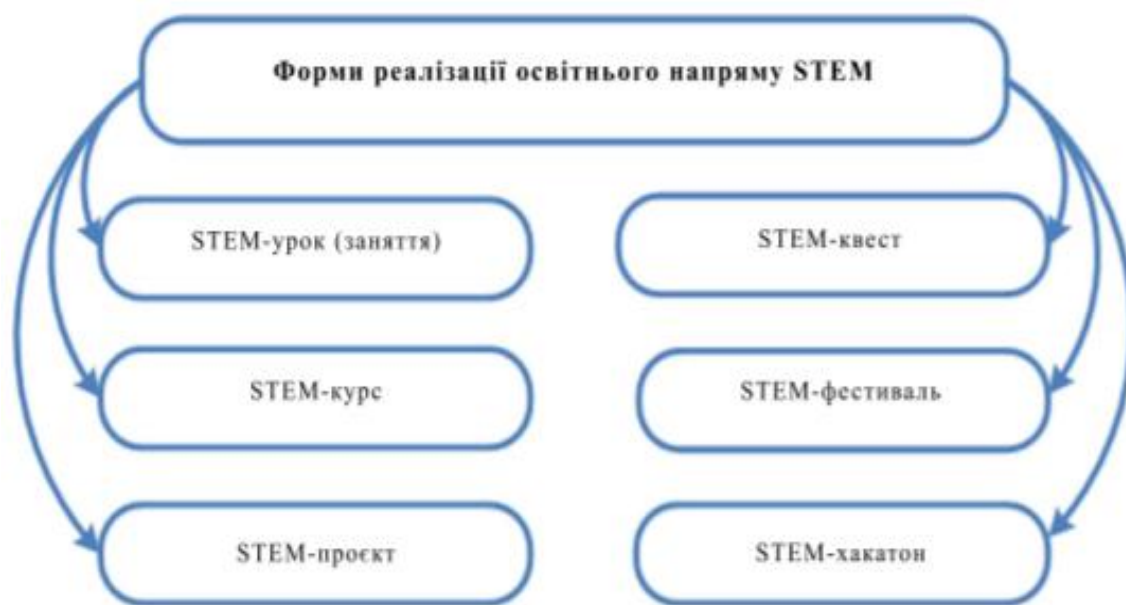 Форми реалізації освітнього напряму STEM
STEM-урок (заняття)
STEM-курс
STEM-проєкт
STEM-квест
STEM-фестиваль
STEM-хакатон